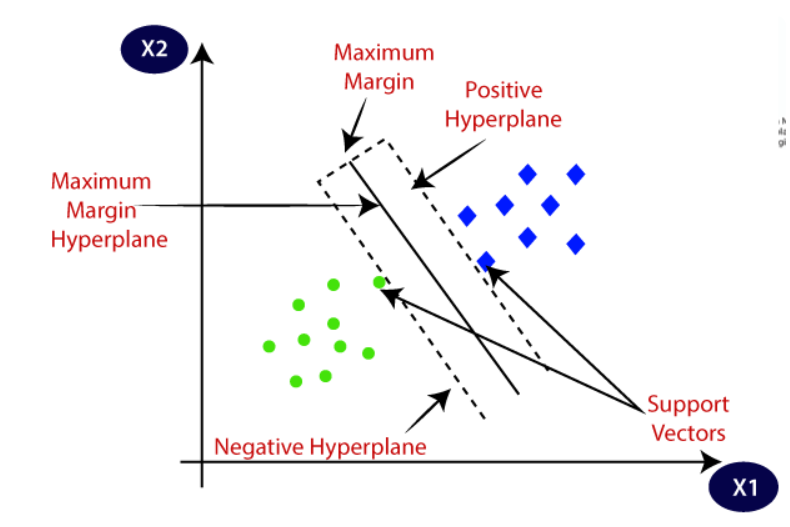 X2
Maximum
Margin
Positive
Hyperplane
Maximum
Margin
Hyperplane
Negative Hyperplane
Support
Vectors
X1